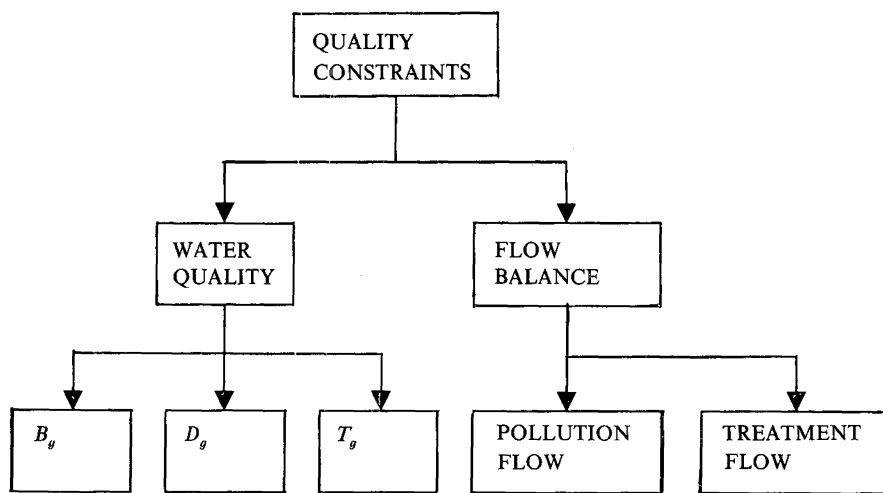 QUALITY
CONSTRAINTS
WATER
QUALITY
FLOW
BALANCE
B_g
D_g
T_g
POLLUTION
FLOW
TREATMENT
FLOW